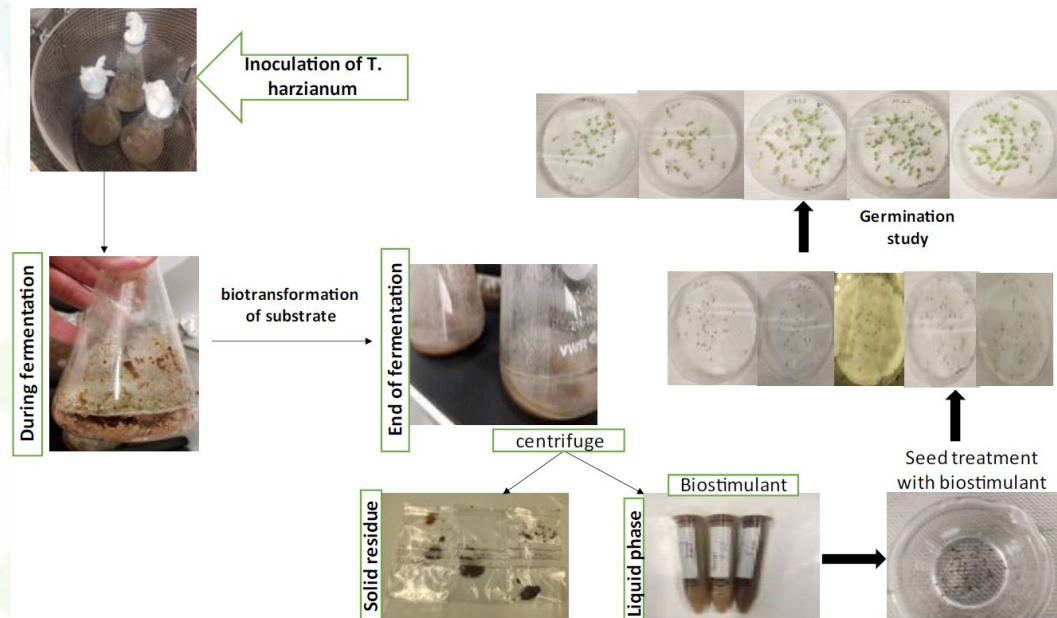 Inoculation of T.
harzianum
During fermentation
biotransformation
of substrate
End of fermentation
VWR
centrifuge
Solid residue
Liquid phase
Biostimulant
Seed treatment
with biostimulant
Germination
study